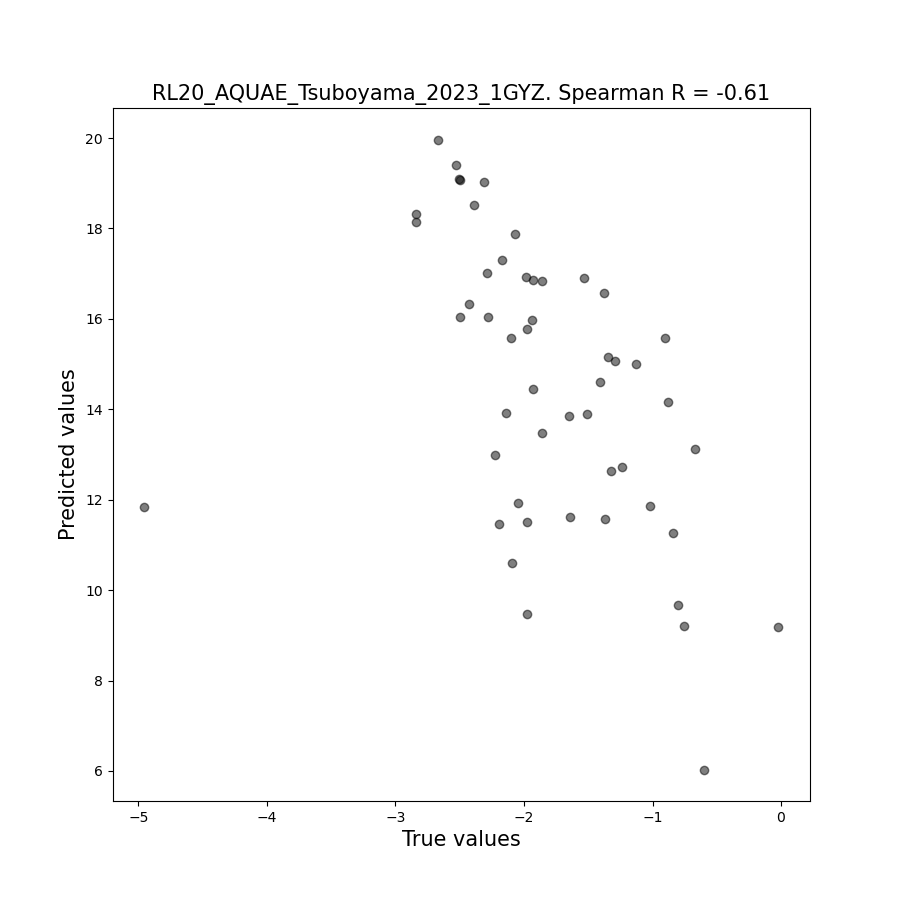 RL20_AQUAE_Tsuboyama_2023_1GYZ. Spearman R = -0.61
20
18
16
14
12
10
8
6
Predicted values
−5 −4 −3 −2 −1 0
True values